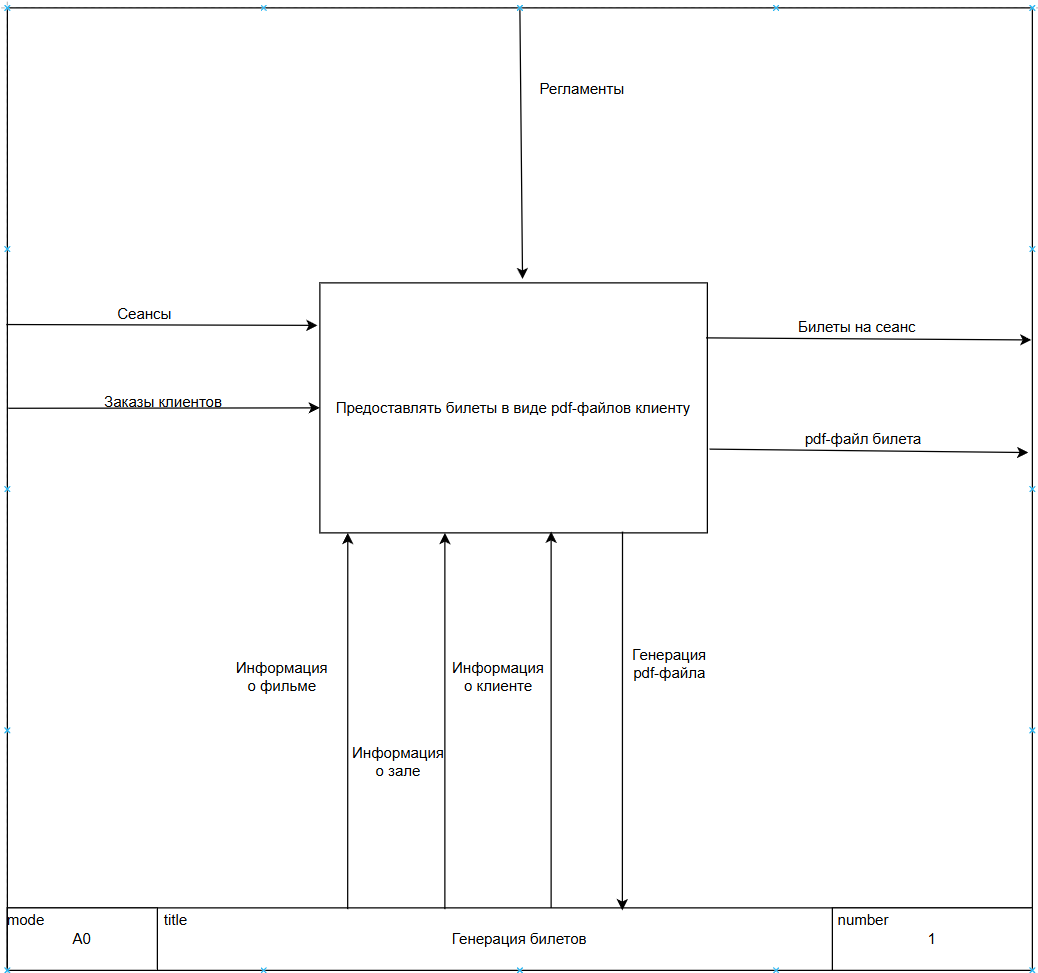 Регламенты
Сеансы
Билеты на сеанс
Заказы клиентов
Предоставлять билеты в виде pdf-файлов клиенту
pdf-файл билета
Информация
о фильме
Информация
о зале
Информация
о клиенте
Генерация
pdf-файла
mode
A0
title
Генерация билетов
number
1